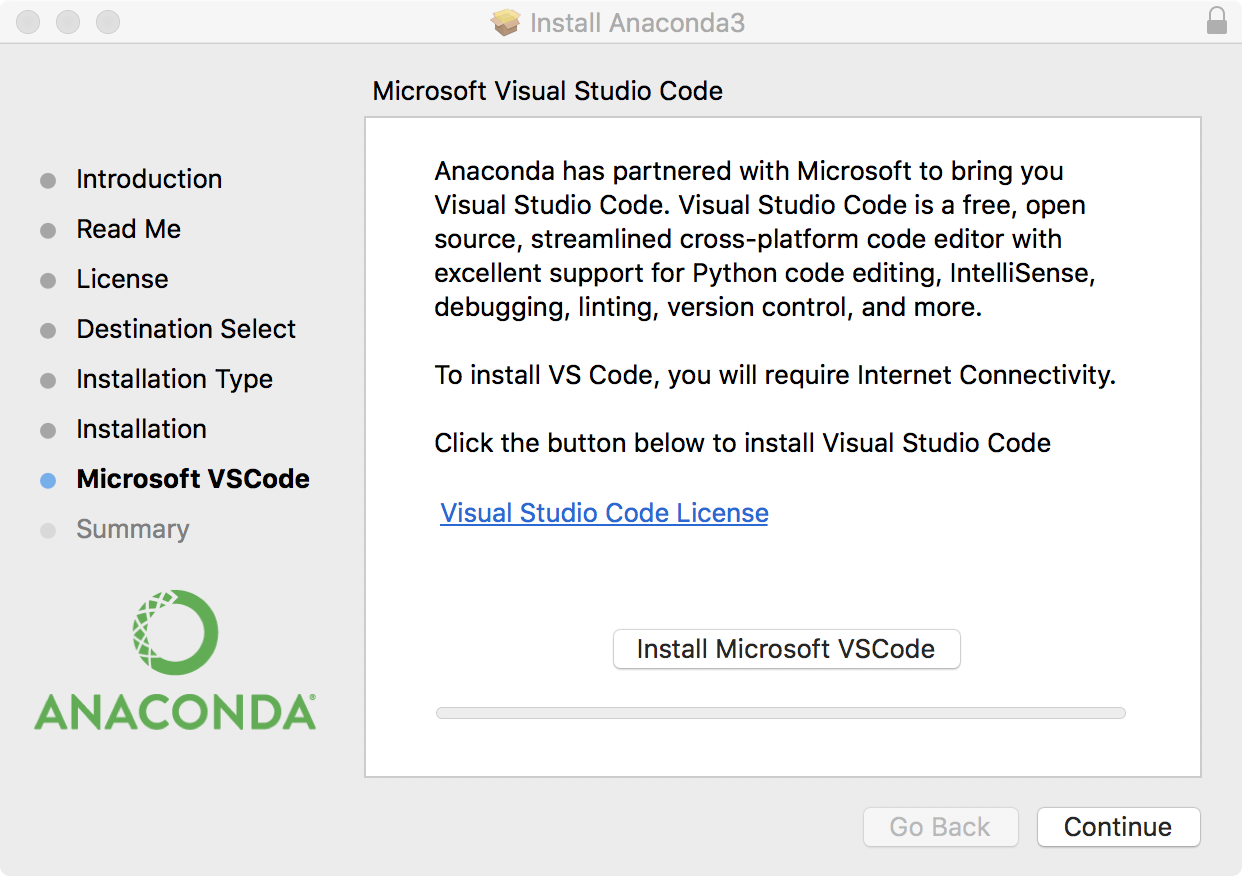 Install Anaconda3
Microsoft Visual Studio Code
Introduction
Read Me
License
Destination Select
Installation Type
Installation
Microsoft VSCode
Summary
ANACONDA®
Anaconda has partnered with Microsoft to bring you
Visual Studio Code. Visual Studio Code is a free, open
source, streamlined cross-platform code editor with
excellent support for Python code editing, IntelliSense,
debugging, linting, version control, and more.
To install VS Code, you will require Internet Connectivity.
Click the button below to install Visual Studio Code
Visual Studio Code License
Install Microsoft VSCode
Go Back
Continue